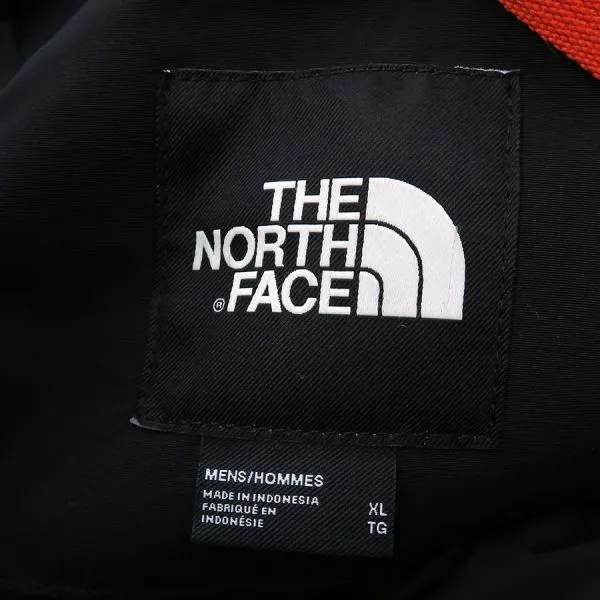 THE
NORTH
® FACE
MENS/HOMMES
MADE IN INDONESIA
FABRIQUÉ EN
INDONÉSIE
XL
TG